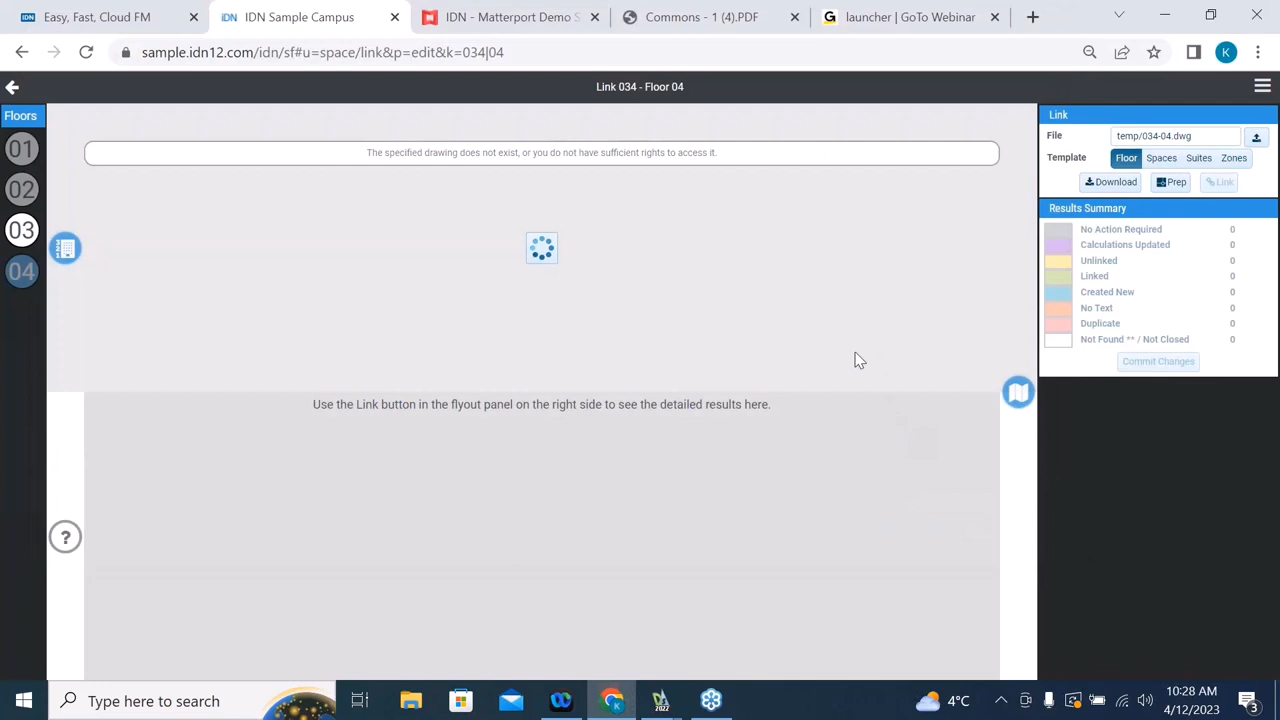 Easy, Fast, Cloud FM
IDN Sample Campus
IDN - Matterport Demo S
Commons - 1 (4).PDF
launcher | GoTo Webinar
sample.idn12.com/idn/sf#u=space/link&p=edit&k=034|04
K
Link 034 - Floor 04
Floors
01
02
03
04
The specified drawing does not exist, or you do not have sufficient rights to access it.
Use the Link button in the flyout panel on the right side to see the detailed results here.
?
Link
File temp/034-04.dwg
Template Floor Spaces Suites Zones
Download Prep Link
Results Summary
No Action Required 0
Calculations Updated 0
Unlinked 0
Linked 0
Created New 0
No Text 0
Duplicate 0
Not Found ** / Not Closed 0
Commit Changes
Type here to search
4°C
10:28 AM
4/12/2023
3